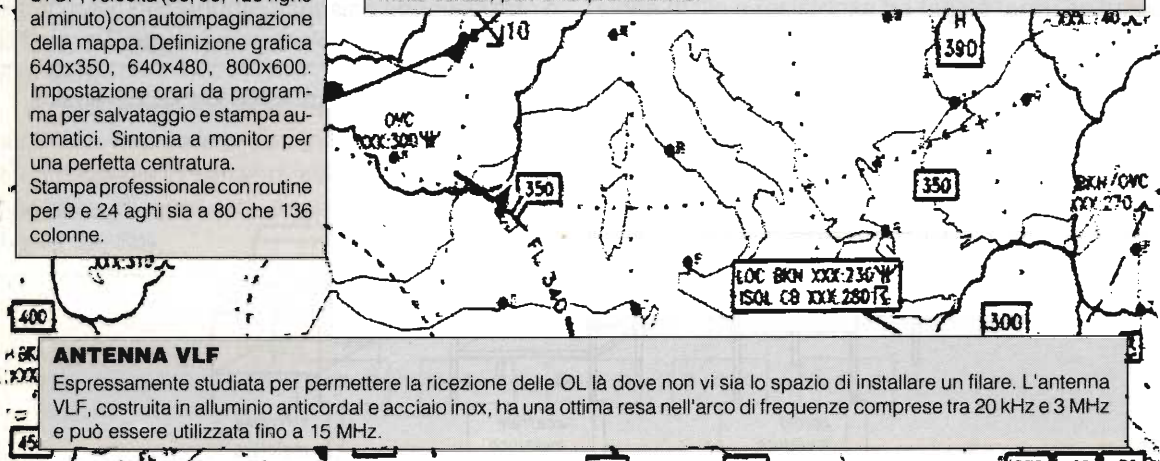 al minuto) con autoimpaginazione
della mappa. Definizione grafica
640x350, 640x480, 800x600.
Impostazione orari da program-
ma per salvataggio e stampa au-
tomatici. Sintonia a monitor per
una perfetta centratura.
Stampa professionale con routine
per 9 e 24 aghi sia a 80 che 136
colonne.
10
H
390
OVC
XXX:300
350
350
BKN/OVC
XXX:270
FL 340
LOC BKN XXX:230
ISOL CB XXX:280
XXX:310
400
300
ANTENNA VLF
Espressamente studiata per permettere la ricezione delle OL là dove non vi sia lo spazio di installare un filare. L'antenna
VLF, costruita in alluminio anticordal e acciaio inox, ha una ottima resa nell'arco di frequenze comprese tra 20 kHz e 3 MHz
e può essere utilizzata fino a 15 MHz.